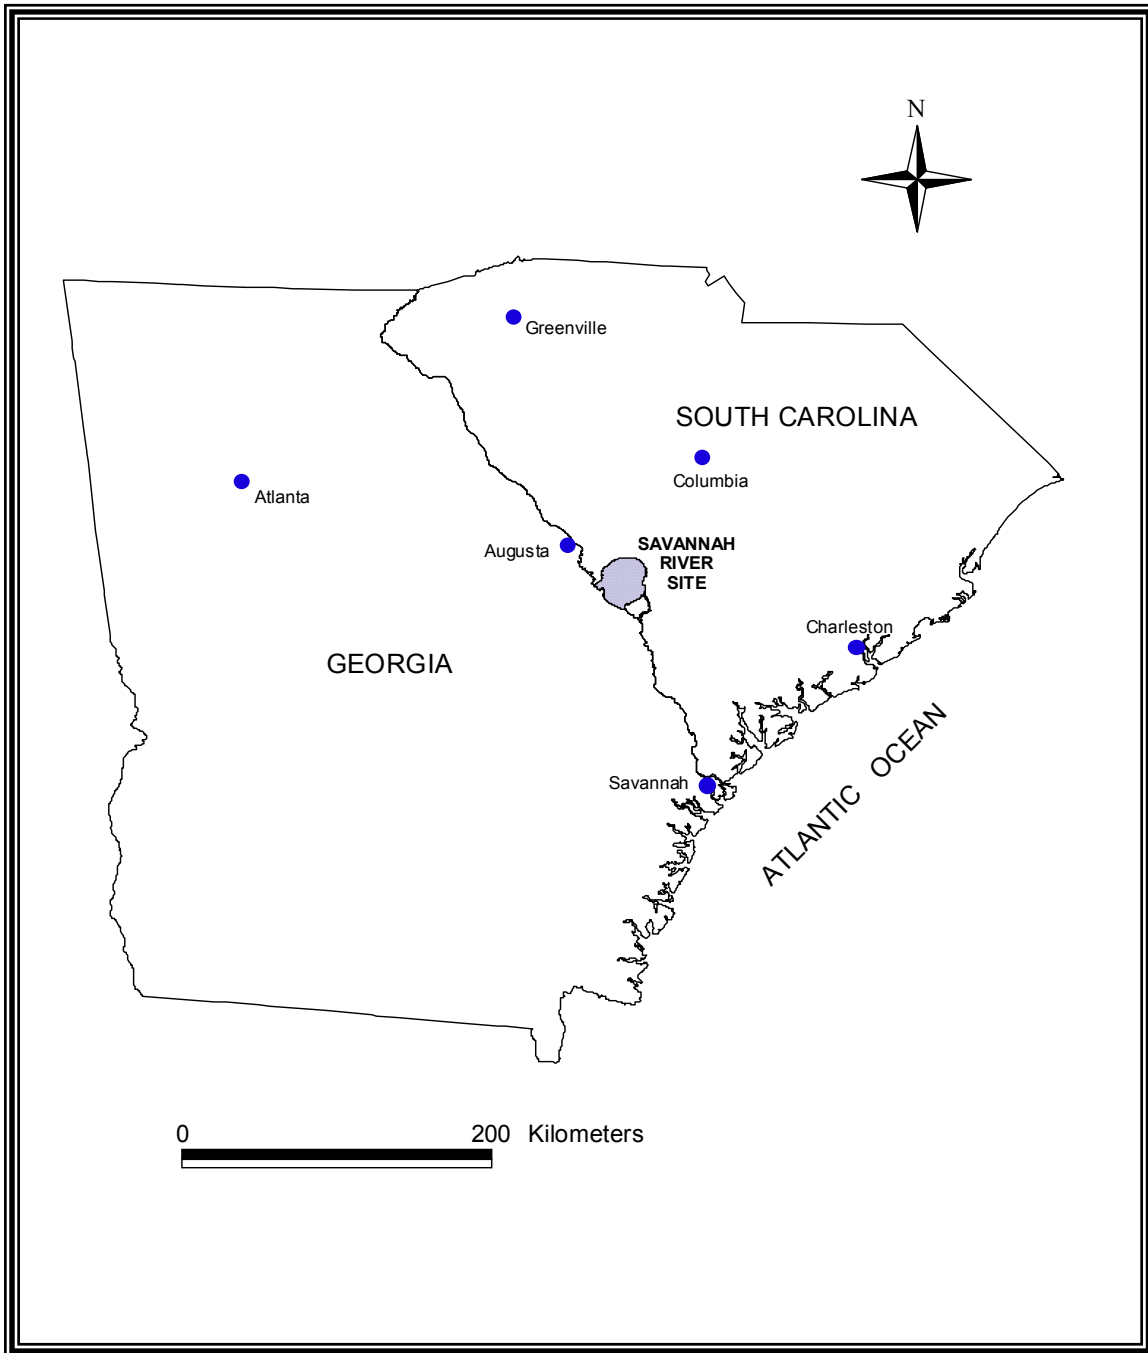 N
Greenville
SOUTH CAROLINA
Columbia
Atlanta
Augusta
SAVANNAH
RIVER
SITE
Charleston
GEORGIA
ATLANTIC OCEAN
Savannah
0 200 Kilometers